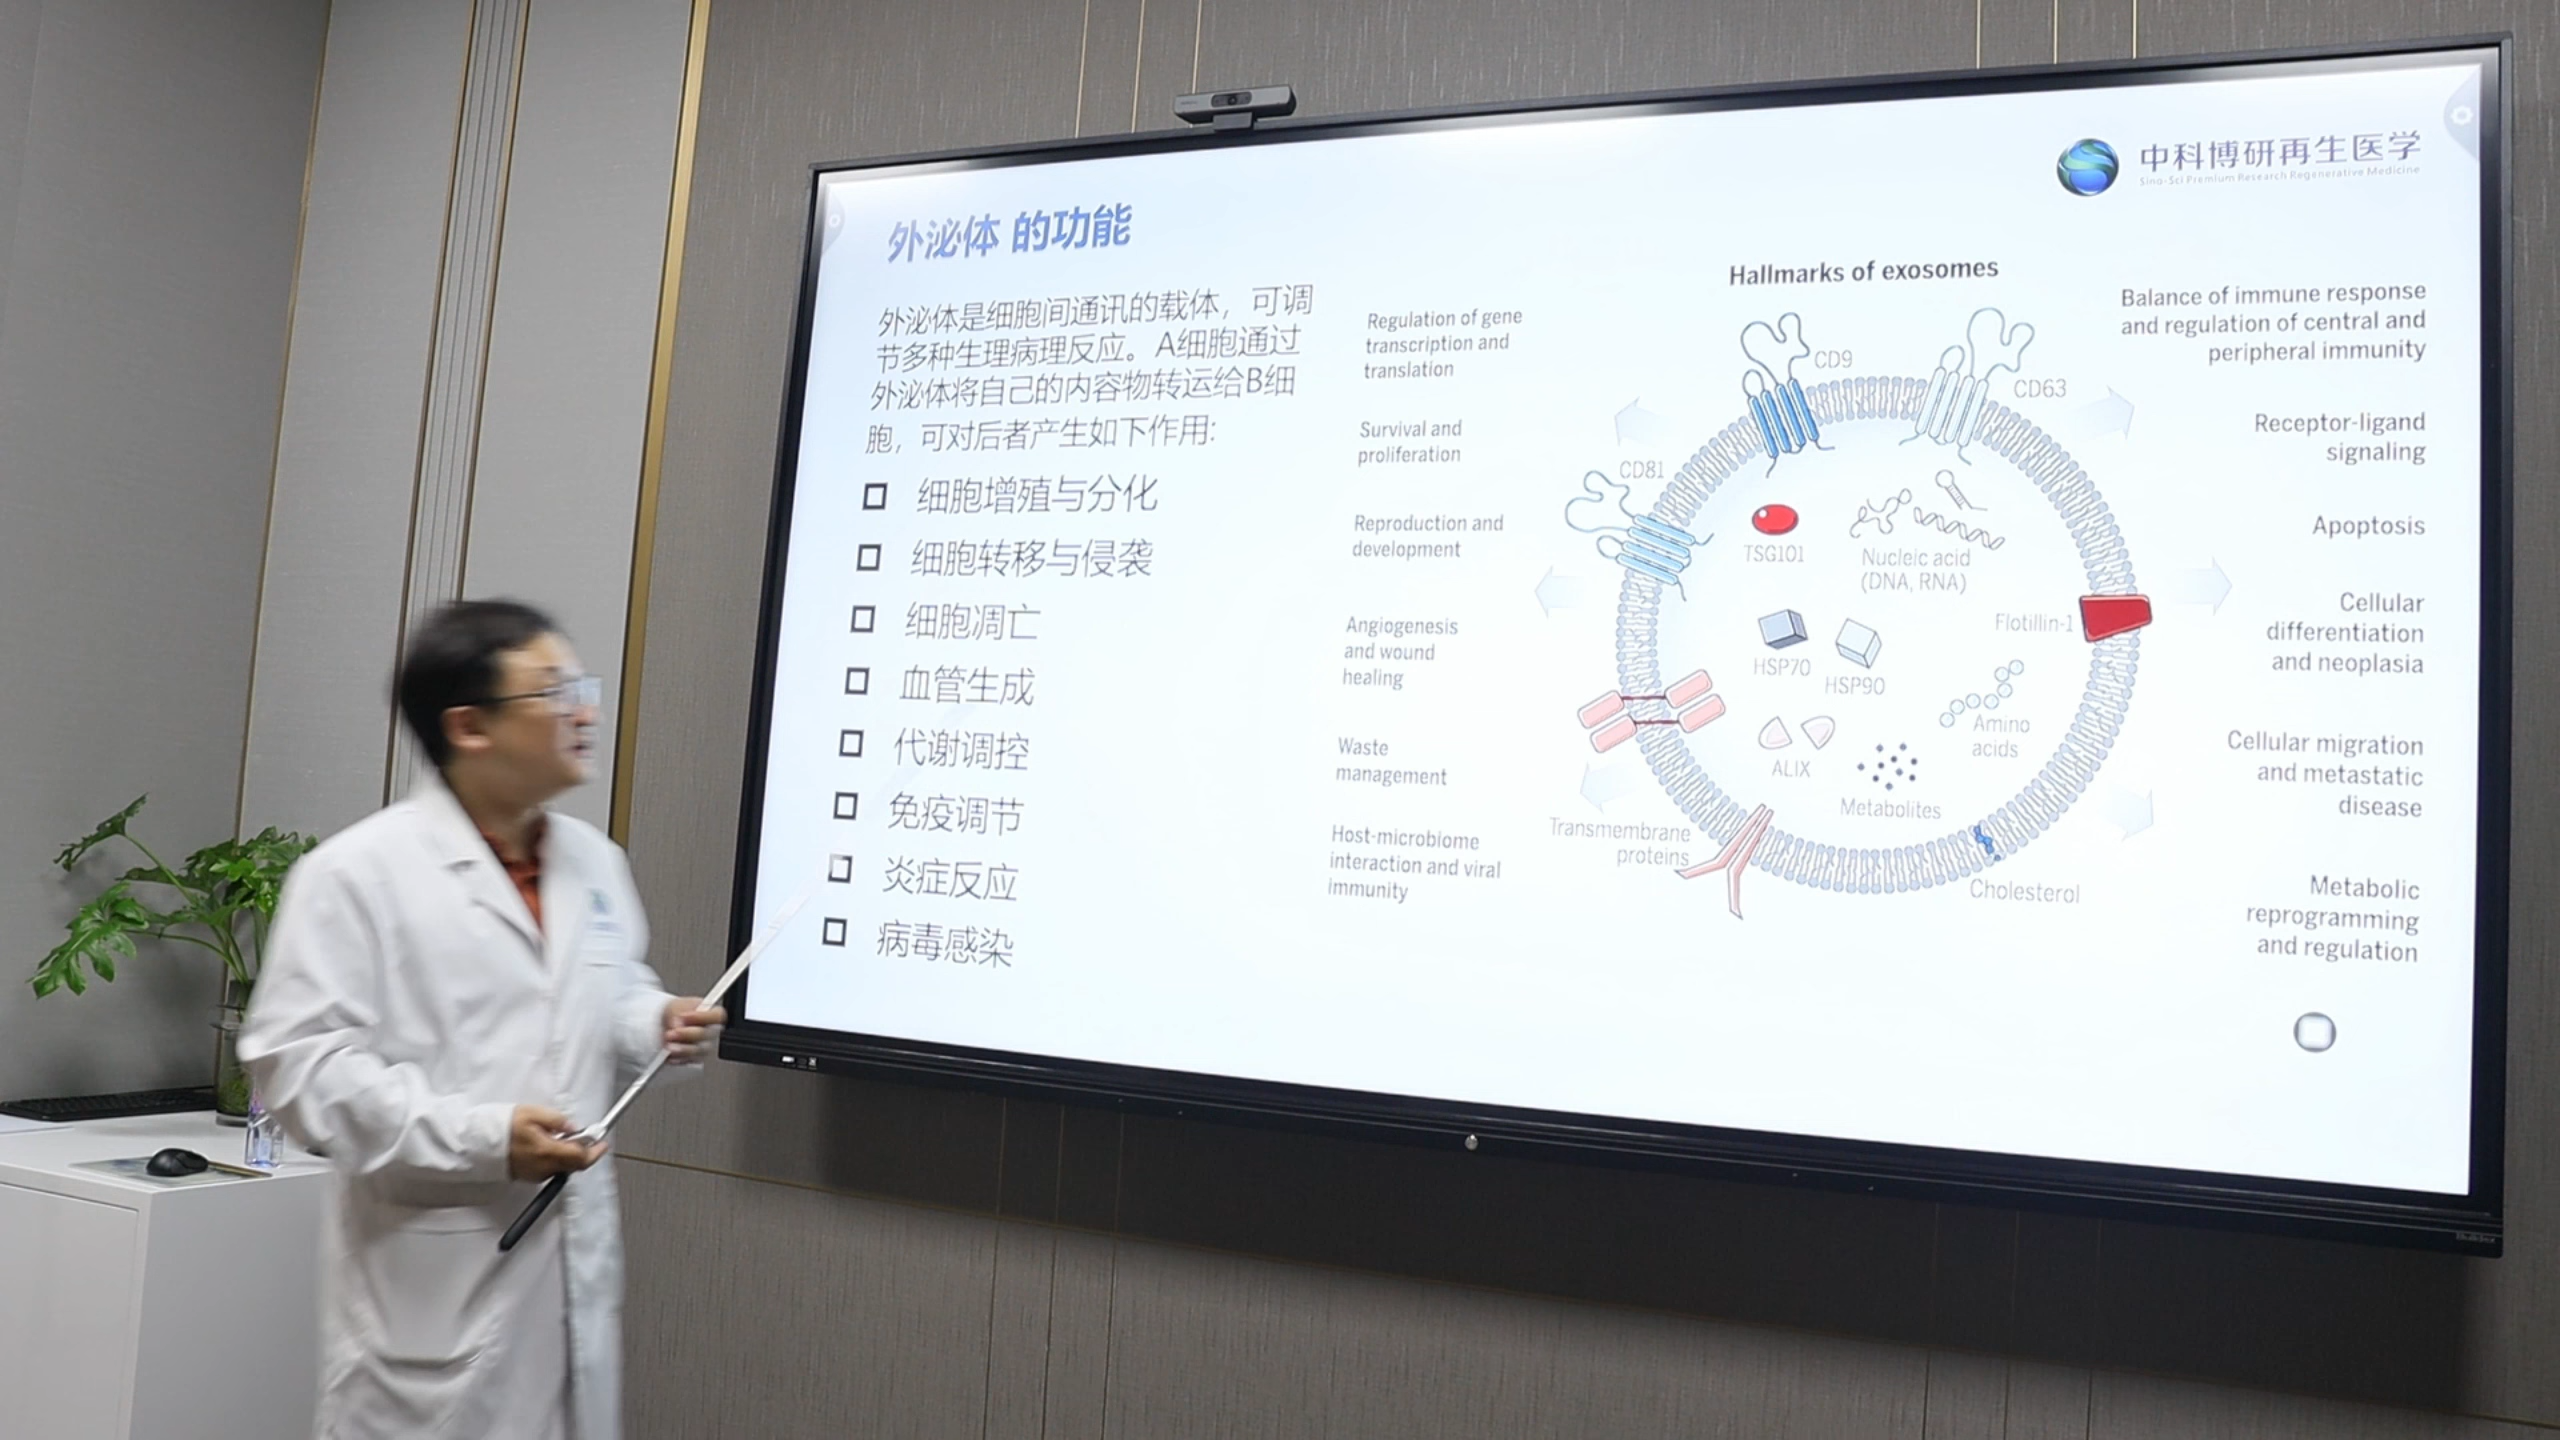 中科博研再生医学
Sino-Sci Premium Research Regenerative Medicine
外泌体 的功能
外泌体是细胞间通讯的载体，可调
节多种生理病理反应。A细胞通过
外泌体将自己的内容物转运给B细
胞，可对后者产生如下作用:
细胞增殖与分化
细胞转移与侵袭
细胞凋亡
血管生成
代谢调控
免疫调节
炎症反应
病毒感染
Hallmarks of exosomes
Regulation of gene
transcription and
translation
Survival and
proliferation
Reproduction and
development
Angiogenesis
and wound
healing
Waste
management
Host-microbiome
interaction and viral
immunity
CD9
CD63
CD81
TSG101
Nucleic acid
(DNA, RNA)
Flotillin-1
HSP70
HSP90
Amino
acids
ALIX
Metabolites
Transmembrane
proteins
Cholesterol
Balance of immune response
and regulation of central and
peripheral immunity
Receptor-ligand
signaling
Apoptosis
Cellular
differentiation
and neoplasia
Cellular migration
and metastatic
disease
Metabolic
reprogramming
and regulation